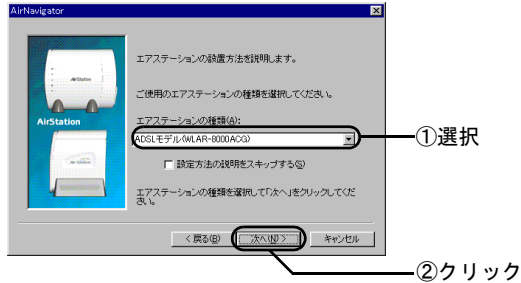 AirNavigator
AirStation
AirStation
エアステーションの設置方法を説明します。
ご使用のエアステーションの種類を選択してください。
エアステーションの種類(A):
ADSLモデル(WLAR-8000ACG)
設定方法の説明をスキップする(S)
エアステーションの種類を選択して「次へ」をクリックしてくだ
さい。
< 戻る(B)
次へ(N) >
キャンセル
①選択
②クリック